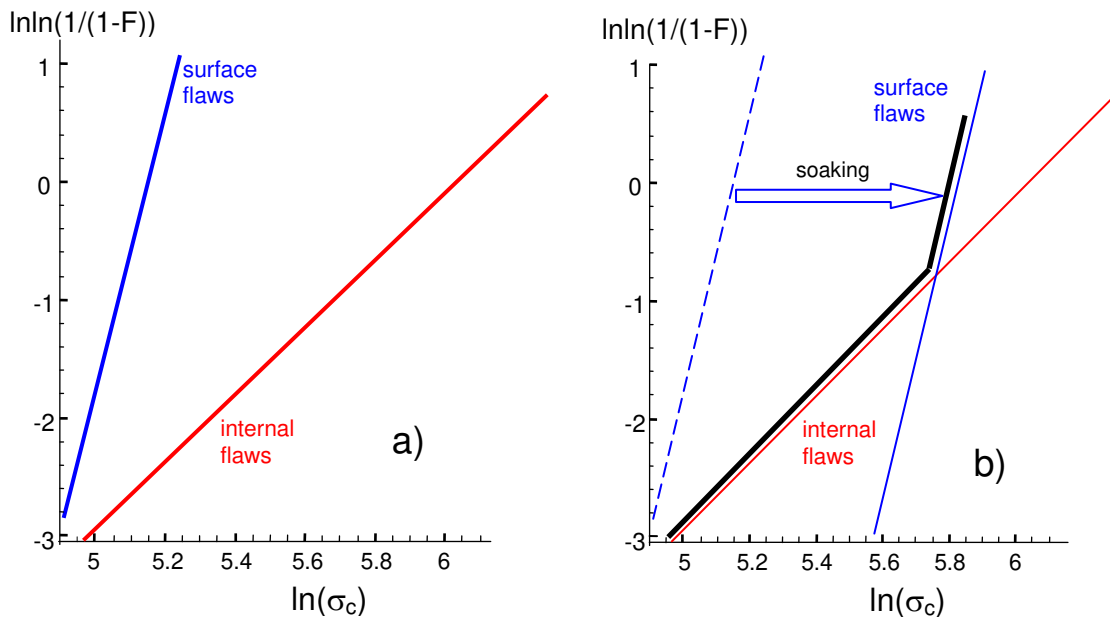 lnln(1/(1-F))
1
0
-1
-2
-3
surface
flaws
internal
flaws
a)
5
5.2
5.4
5.6
5.8
6
ln(σc)
lnln(1/(1-F))
1
0
-1
-2
-3
surface
flaws
soaking
internal
flaws
b)
5
5.2
5.4
5.6
5.8
6
ln(σc)